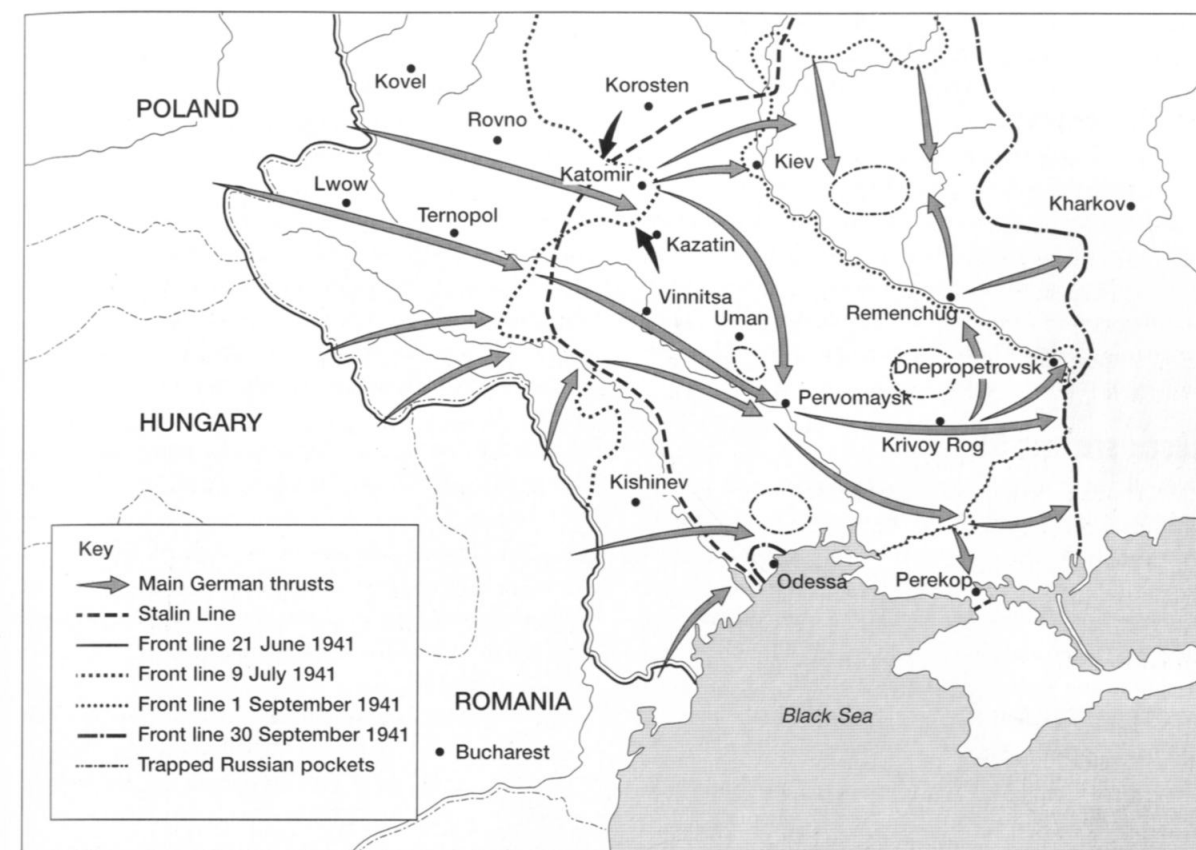 Kovel
Korosten
POLAND
Rovno
Kiev
Katomir
Lwow
Kharkov
Ternopol
Kazatin
Vinnitsa
Remenchug
Uman
Dnepropetrovsk
Pervomaysk
HUNGARY
Krivoy Rog
Kishinev
Odessa
Perekop
ROMANIA
Black Sea
Bucharest
Key
Main German thrusts
Stalin Line
Front line 21 June 1941
Front line 9 July 1941
Front line 1 September 1941
Front line 30 September 1941
Trapped Russian pockets